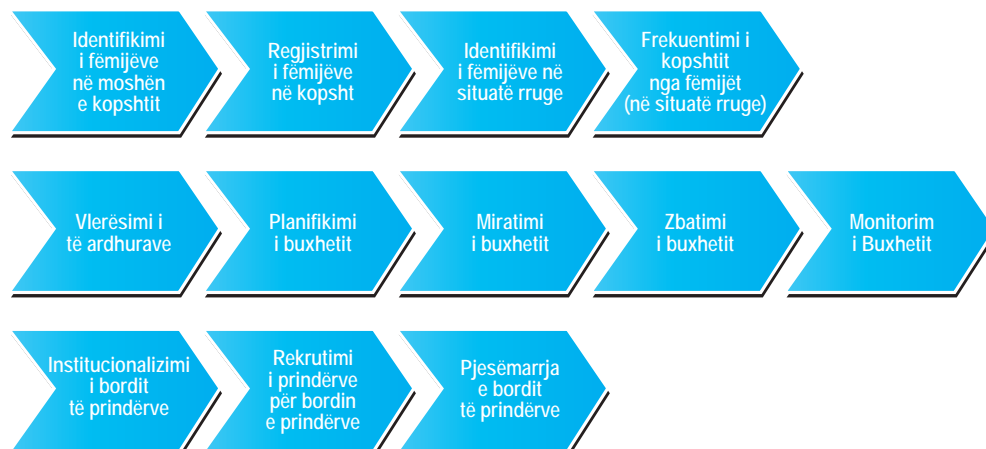 Identifikimi
i fëmijëve
në moshën
e kopshtit
Regjistrimi
i fëmijëve
në kopsht
Identifikimi
i fëmijëve në
situatë rruge
Frekuentimi i
kopshtit
nga fëmijët
(në situatë rruge)
Vlerësimi i
të ardhurave
Planifikimi
i buxhetit
Miratimi
i buxhetit
Zbatimi
i buxhetit
Monitorim
i Buxhetit
Institucionalizimi
i bordit
të prindërve
Rekrutimi
i prindërve
për bordin
e prindërve
Pjesëmarrja
e bordit
të prindërve